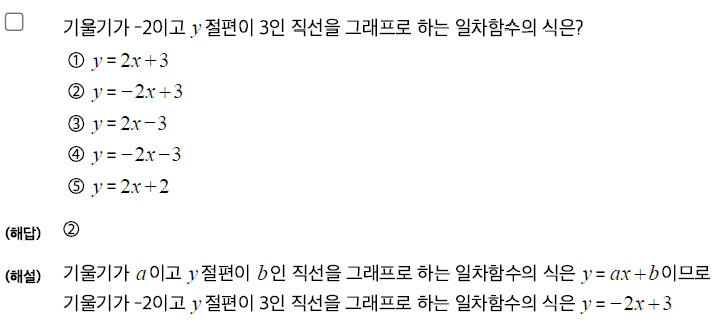 기울기가 -2이고 y절편이 3인 직선을 그래프로 하는 일차함수의 식은?
① y=2x+3
② y=-2x+3
③ y=2x-3
④ y=-2x-3
⑤ y=2x+2
(해답) ②
(해설) 기울기가 a이고 y절편이 b인 직선을 그래프로 하는 일차함수의 식은 y=ax+b이므로
기울기가 -2이고 y절편이 3인 직선을 그래프로 하는 일차함수의 식은 y=-2x+3